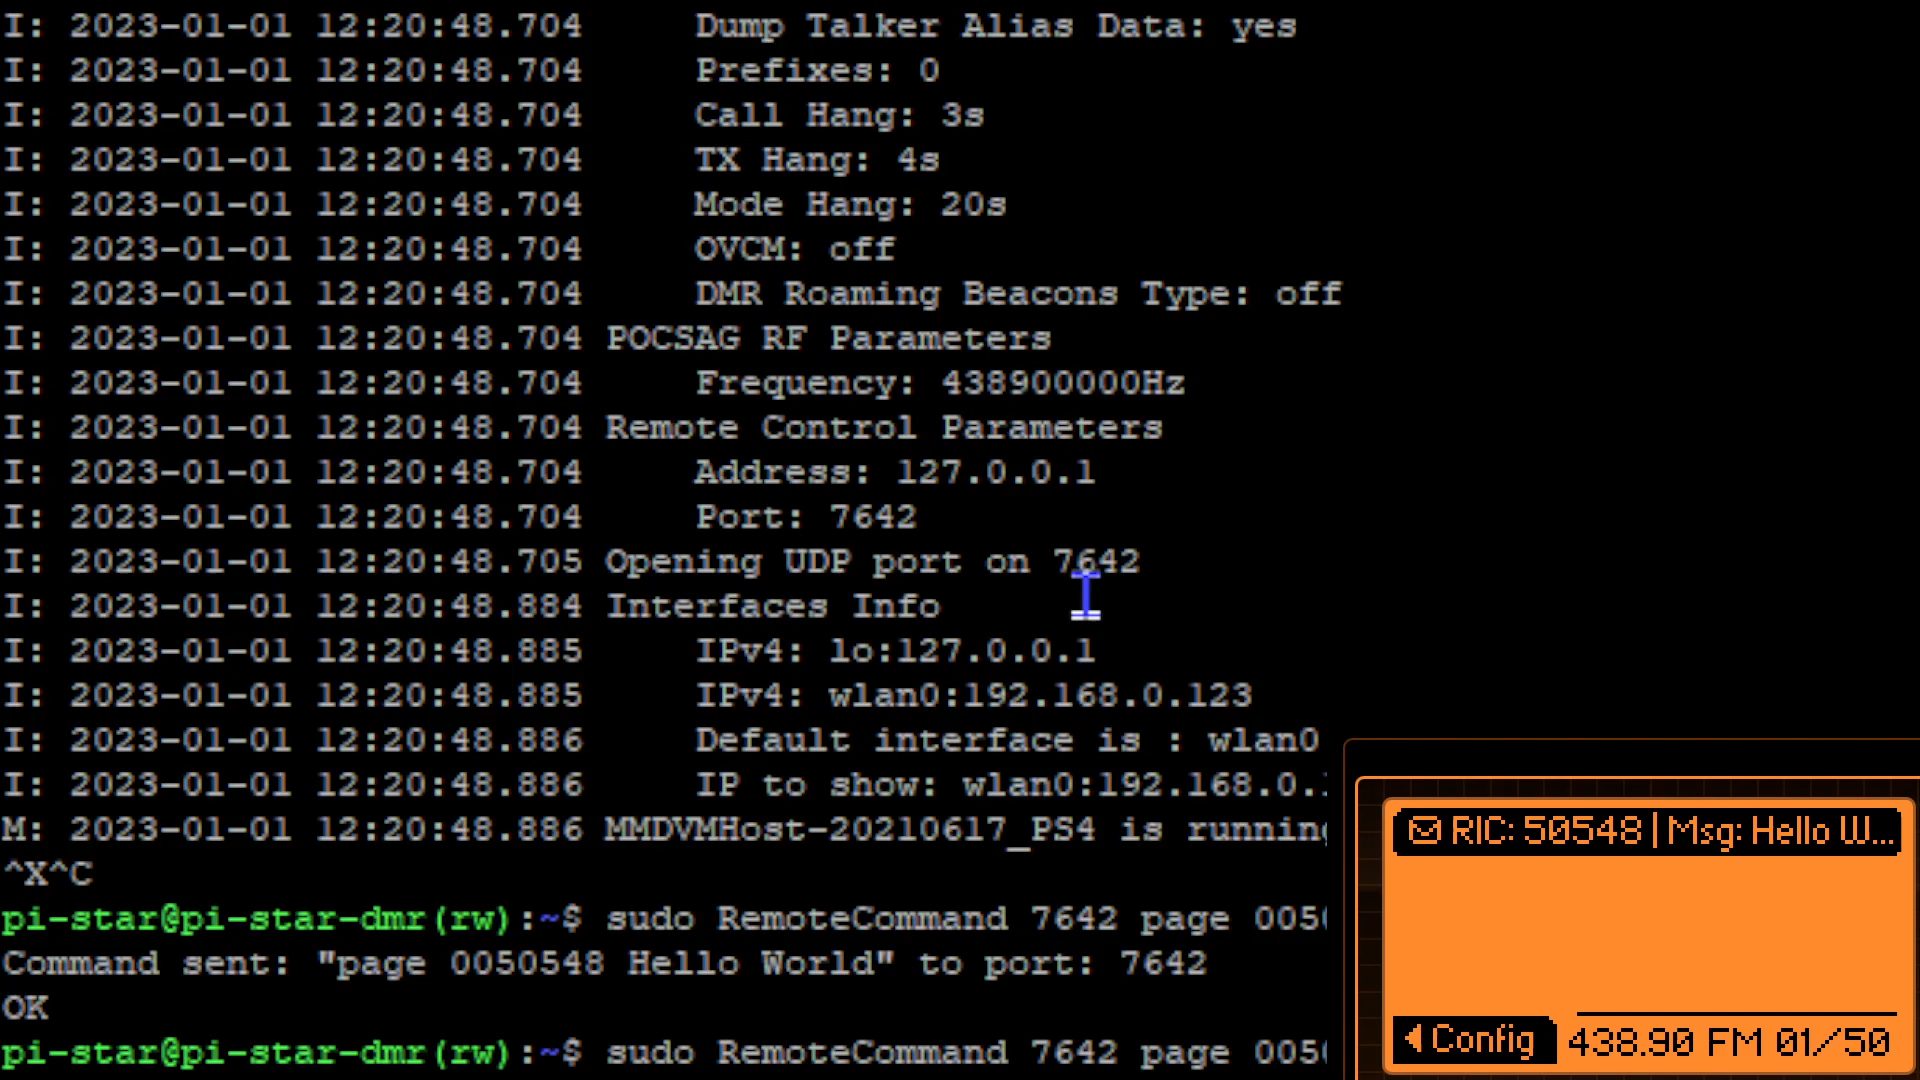 I: 2023-01-01 12:20:48.704 Dump Talker Alias Data: yes
I: 2023-01-01 12:20:48.704 Prefixes: 0
I: 2023-01-01 12:20:48.704 Call Hang: 3s
I: 2023-01-01 12:20:48.704 TX Hang: 4s
I: 2023-01-01 12:20:48.704 Mode Hang: 20s
I: 2023-01-01 12:20:48.704 OVCM: off
I: 2023-01-01 12:20:48.704 DMR Roaming Beacons Type: off
I: 2023-01-01 12:20:48.704 POCSAG RF Parameters
I: 2023-01-01 12:20:48.704 Frequency: 438900000Hz
I: 2023-01-01 12:20:48.704 Remote Control Parameters
I: 2023-01-01 12:20:48.704 Address: 127.0.0.1
I: 2023-01-01 12:20:48.704 Port: 7642
I: 2023-01-01 12:20:48.705 Opening UDP port on 7642
I: 2023-01-01 12:20:48.884 Interfaces Info
I: 2023-01-01 12:20:48.885 IPv4: lo:127.0.0.1
I: 2023-01-01 12:20:48.885 IPv4: wlan0:192.168.0.123
I: 2023-01-01 12:20:48.886 Default interface is : wlan0
I: 2023-01-01 12:20:48.886 IP to show: wlan0:192.168.0.
M: 2023-01-01 12:20:48.886 MMDVMHost-20210617_PS4 is running
^X^C
pi-star@pi-star-dmr(rw):~$ sudo RemoteCommand 7642 page 005
Command sent: "page 0050548 Hello World" to port: 7642
OK
pi-star@pi-star-dmr(rw):~$ sudo RemoteCommand 7642 page 005
RIC: 50548 | Msg: Hello W...
Config 438.90 FM 01/50